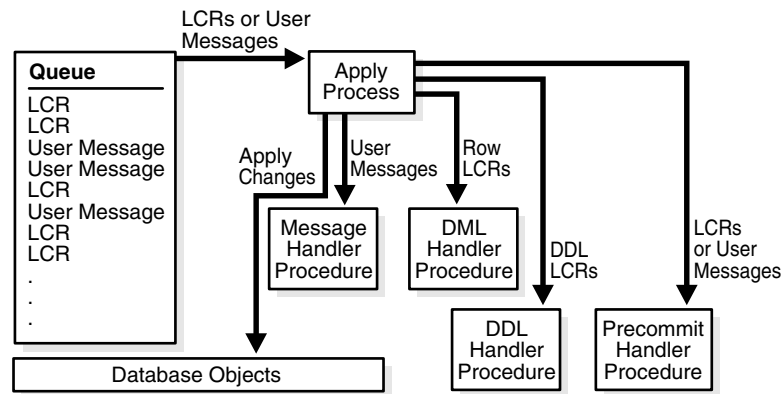 LCRs or User
Messages
Queue
LCR
LCR
User Message
User Message
LCR
User Message
LCR
LCR
.
.
.
Apply
Process
Apply
Changes
User
Messages
Row
LCRs
DDL
LCRs
LCRs
or User
Messages
Message
Handler
Procedure
DML
Handler
Procedure
DDL
Handler
Procedure
Precommit
Handler
Procedure
Database Objects